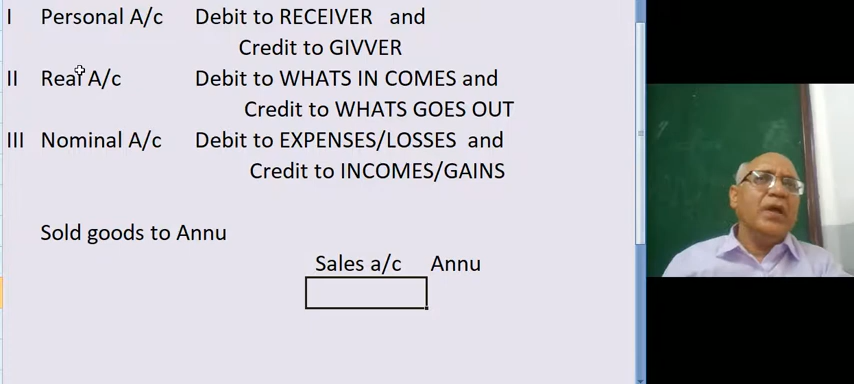 I Personal A/c Debit to RECEIVER and
Credit to GIVVER
II Real A/c Debit to WHATS IN COMES and
Credit to WHATS GOES OUT
III Nominal A/c Debit to EXPENSES/LOSSES and
Credit to INCOMES/GAINS
Sold goods to Annu
Sales a/c Annu